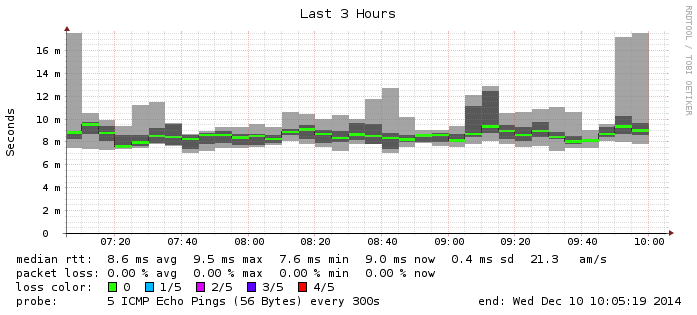 Last 3 Hours
RRDTOOL / TOBI OETIKER
Seconds
16 m
14 m
12 m
10 m
8 m
6 m
4 m
2 m
0
07:20 07:40 08:00 08:20 08:40 09:00 09:20 09:40 10:00
median rtt: 8.6 ms avg 9.5 ms max 7.6 ms min 9.0 ms now 0.4 ms sd 21.3 am/s
packet loss: 0.00 % avg 0.00 % max 0.00 % min 0.00 % now
loss color: 0 1/5 2/5 3/5 4/5
probe: 5 ICMP Echo Pings (56 Bytes) every 300s end: Wed Dec 10 10:05:19 2014